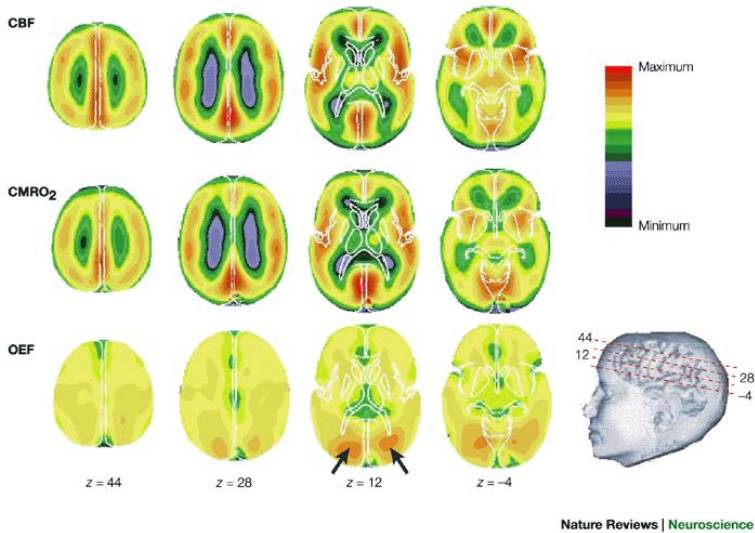 CBF
Maximum
CMRO2
Minimum
OEF
44
12
28
–4
z = 44
z = 28
z = 12
z = –4
Nature Reviews | Neuroscience